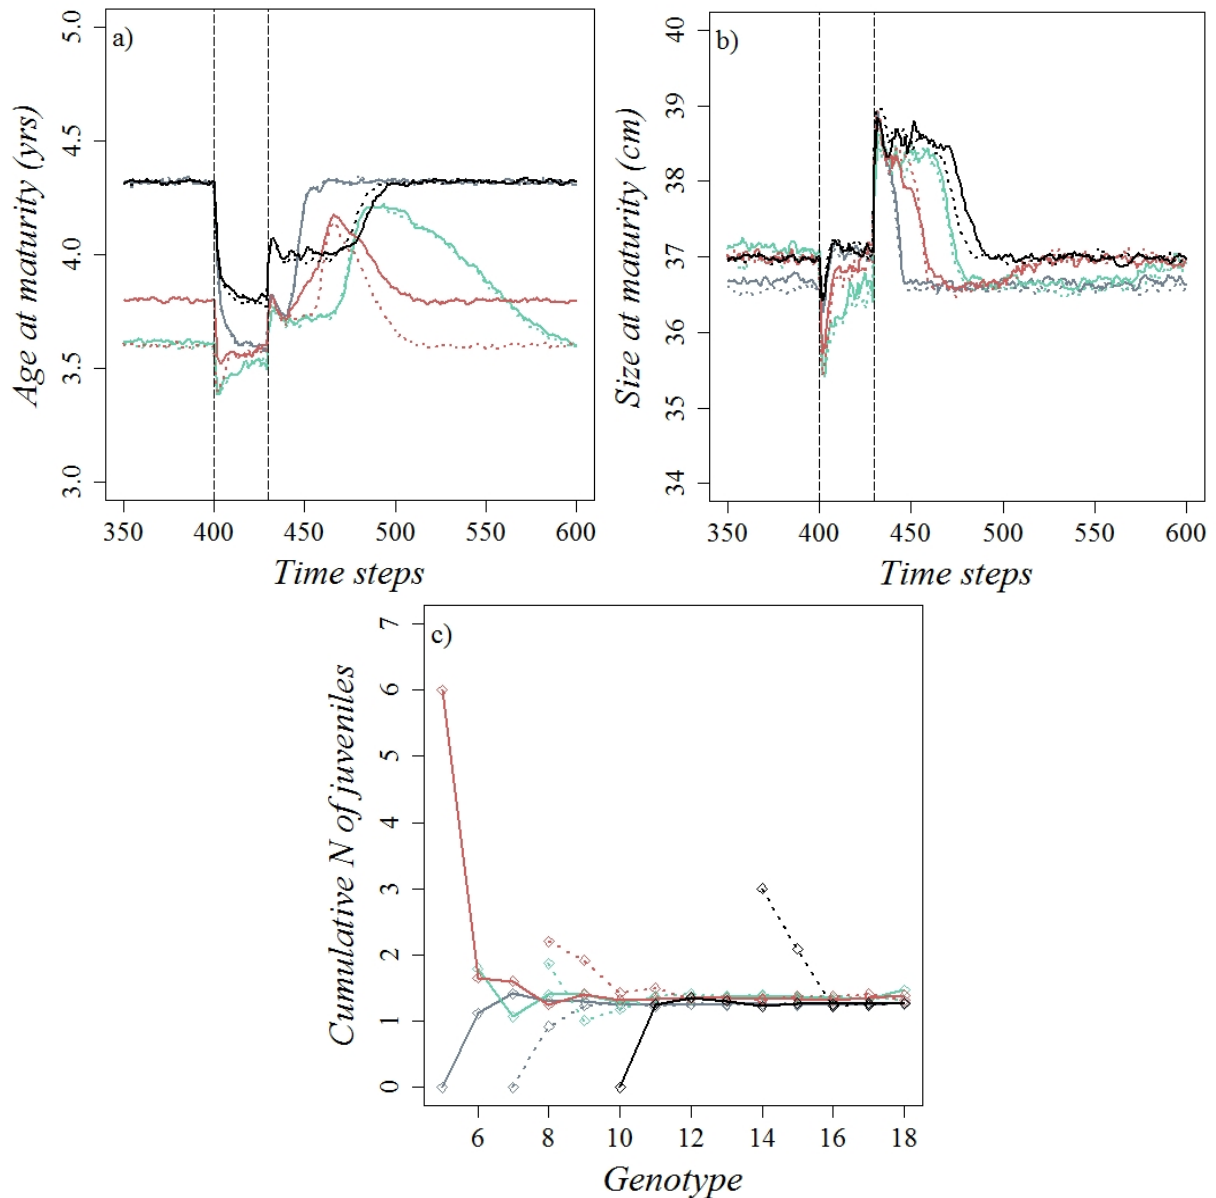 a)
Age at maturity (yrs)
5.0
4.5
4.0
3.5
3.0
350 400 450 500 550 600
Time steps
b)
Size at maturity (cm)
40
39
38
37
36
35
34
350 400 450 500 550 600
Time steps
c)
Cumulative N of juveniles
7
6
5
4
3
2
1
0
6 8 10 12 14 16 18
Genotype